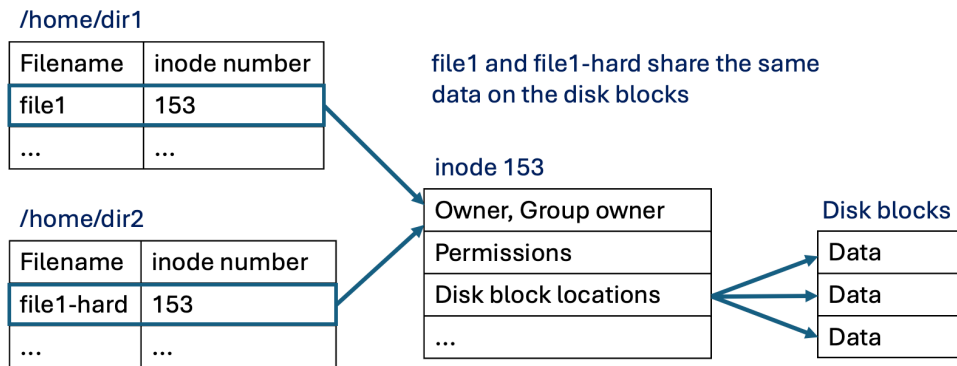 /home/dir1
Filename inode number
file1 153
... ...
file1 and file1-hard share the same
data on the disk blocks
/home/dir2
Filename inode number
file1-hard 153
... ...
inode 153
Owner, Group owner
Permissions
Disk block locations
...
Disk blocks
Data
Data
Data